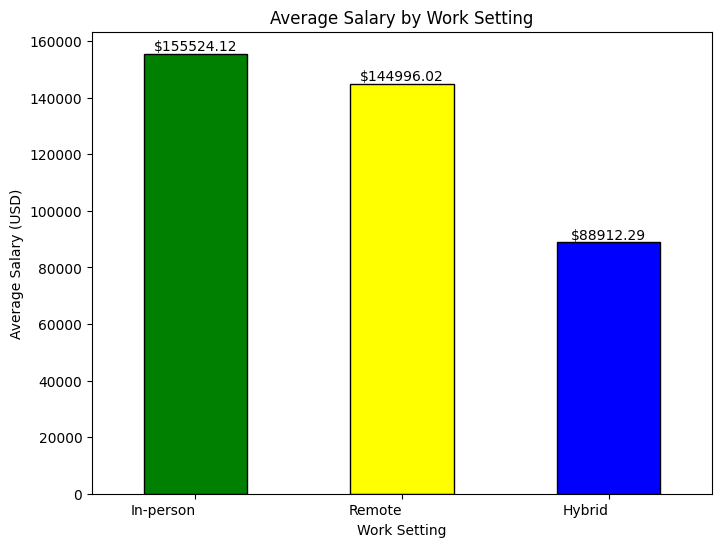 Average Salary by Work Setting
Average Salary (USD)
160000
140000
120000
100000
80000
60000
40000
20000
0
$155524.12
$144996.02
$88912.29
In-person
Remote
Hybrid
Work Setting